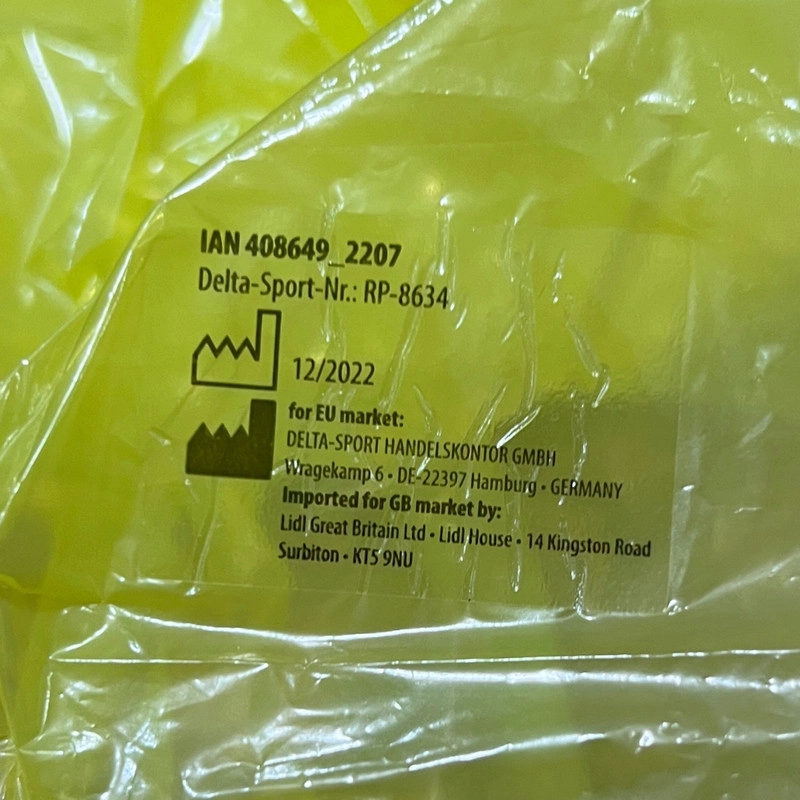 IAN 408649_2207
Delta-Sport-Nr.: RP-8634
12/2022
for EU market:
DELTA-SPORT HANDELSKONTOR GMBH
Wragekamp 6 • DE-22397 Hamburg • GERMANY
Imported for GB market by:
Lidl Great Britain Ltd • Lidl House • 14 Kingston Road
Surbiton • KT5 9NU